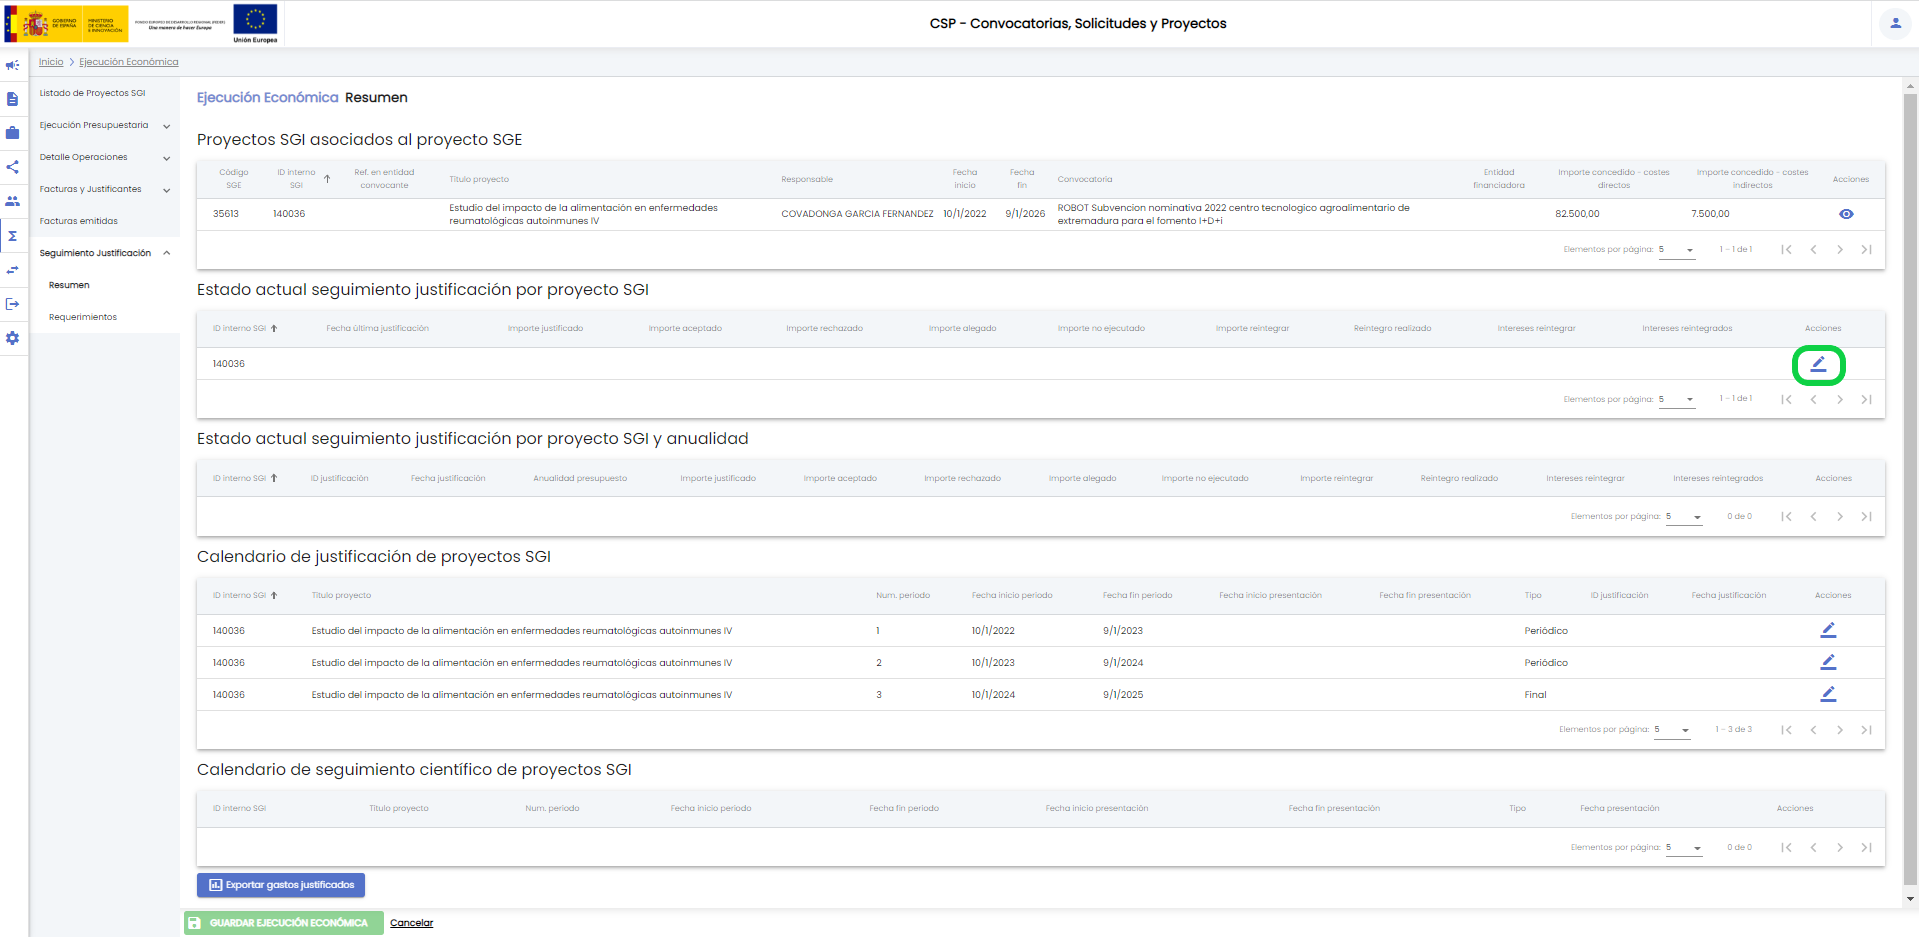 GOBIERNO DE ESPAÑA
MINISTERIO DE CIENCIA E INNOVACIÓN
FONDO EUROPEO DE DESARROLLO REGIONAL (FEDER)
Una manera de hacer Europa
Unión Europea
CSP - Convocatorias, Solicitudes y Proyectos
Inicio > Ejecución Económica
Listado de Proyectos SGI
Ejecución Presupuestaria
Detalle Operaciones
Facturas y Justificantes
Facturas emitidas
Seguimiento Justificación
Resumen
Requerimientos
Ejecución Económica Resumen
Proyectos SGI asociados al proyecto SGE
Código SGE ID interno SGI Ref. en entidad convocante Título proyecto Responsable Fecha inicio Fecha fin Convocatoria Entidad financiadora Importe concedido - costes directos Importe concedido - costes indirectos Acciones
35613 140036 Estudio del impacto de la alimentación en enfermedades reumatológicas autoinmunes IV COVADONGA GARCIA FERNANDEZ 10/1/2022 9/1/2026 ROBOT Subvencion nominativa 2022 centro tecnologico agroalimentario de extremadura para el fomento I+D+i 82.500,00 7.500,00
Elementos por página: 5 1 – 1 de 1
Estado actual seguimiento justificación por proyecto SGI
ID interno SGI Fecha última justificación Importe justificado Importe aceptado Importe rechazado Importe alegado Importe no ejecutado Importe reintegrar Reintegro realizado Intereses reintegrar Intereses reintegrados Acciones
140036
Elementos por página: 5 1 – 1 de 1
Estado actual seguimiento justificación por proyecto SGI y anualidad
ID interno SGI ID justificación Fecha justificación Anualidad presupuesto Importe justificado Importe aceptado Importe rechazado Importe alegado Importe no ejecutado Importe reintegrar Reintegro realizado Intereses reintegrar Intereses reintegrados Acciones
Elementos por página: 5 0 de 0
Calendario de justificación de proyectos SGI
ID interno SGI Título proyecto Num. periodo Fecha inicio periodo Fecha fin periodo Fecha inicio presentación Fecha fin presentación Tipo ID justificación Fecha justificación Acciones
140036 Estudio del impacto de la alimentación en enfermedades reumatológicas autoinmunes IV 1 10/1/2022 9/1/2023 Periódico
140036 Estudio del impacto de la alimentación en enfermedades reumatológicas autoinmunes IV 2 10/1/2023 9/1/2024 Periódico
140036 Estudio del impacto de la alimentación en enfermedades reumatológicas autoinmunes IV 3 10/1/2024 9/1/2025 Final
Elementos por página: 5 1 – 3 de 3
Calendario de seguimiento científico de proyectos SGI
ID interno SGI Título proyecto Num. periodo Fecha inicio periodo Fecha fin periodo Fecha inicio presentación Fecha fin presentación Tipo Fecha presentación Acciones
Elementos por página: 5 0 de 0
Exportar gastos justificados
GUARDAR EJECUCIÓN ECONÓMICA Cancelar